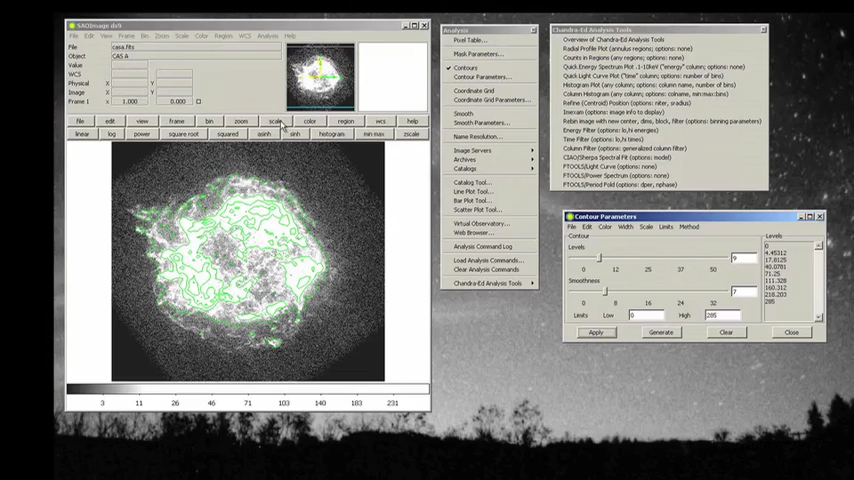 SAOImage ds9
File Edit View Frame Bin Zoom Scale Color Region WCS Analysis Help
File casa.fits
Object CAS A
Value
WCS
Physical X Y
Image X Y
Frame 1 1.000 0.000
file edit view frame bin zoom scale color region wcs help
linear log power square root squared asinh sinh histogram min max zscale
3 11 26 46 71 103 140 183 231
Analysis
Pixel Table...
Mask Parameters...
Contours
Contour Parameters...
Coordinate Grid
Coordinate Grid Parameters...
Smooth
Smooth Parameters...
Name Resolution...
Image Servers
Archives
Catalogs
Catalog Tool...
Line Plot Tool...
Bar Plot Tool...
Scatter Plot Tool...
Virtual Observatory...
Web Browser...
Analysis Command Log
Load Analysis Commands...
Clear Analysis Commands
Chandra-Ed Analysis Tools
Chandra-Ed Analysis Tools
Overview of Chandra-Ed Analysis Tools
Radial Profile Plot (annulus regions; options: none)
Counts in Regions (any regions; options: none)
Quick Energy Spectrum Plot .1-10keV ("energy" column; options: none)
Quick Light Curve Plot ("time" column; options: number of bins)
Histogram Plot (any column; options: column name, number of bins)
Column Histogram (any column; options: colname, min:max:bins)
Refine (Centroid) Position (options: niter, sradius)
Imexam (options: image info to display)
Rebin image with new center, dims, block, filter (options: binning parameters)
Energy Filter (options: lo,hi energies)
Time Filter (options: lo,hi times)
Column Filter (options: generalized column filter)
CIAO/Sherpa Spectral Fit (options: model)
FTOOLS/Light Curve (options: none)
FTOOLS/Power Spectrum (options: none)
FTOOLS/Period Fold (options: dper, nphase)
Contour Parameters
File Edit Color Width Scale Limits Method
Contour Levels
Levels 0
9 4.45312
0 12 25 37 50 17.8125
40.0781
71.25
Smoothness 111.328
7 160.312
0 8 16 24 32 218.203
285
Limits Low 0 High 285
Apply Generate Clear Close